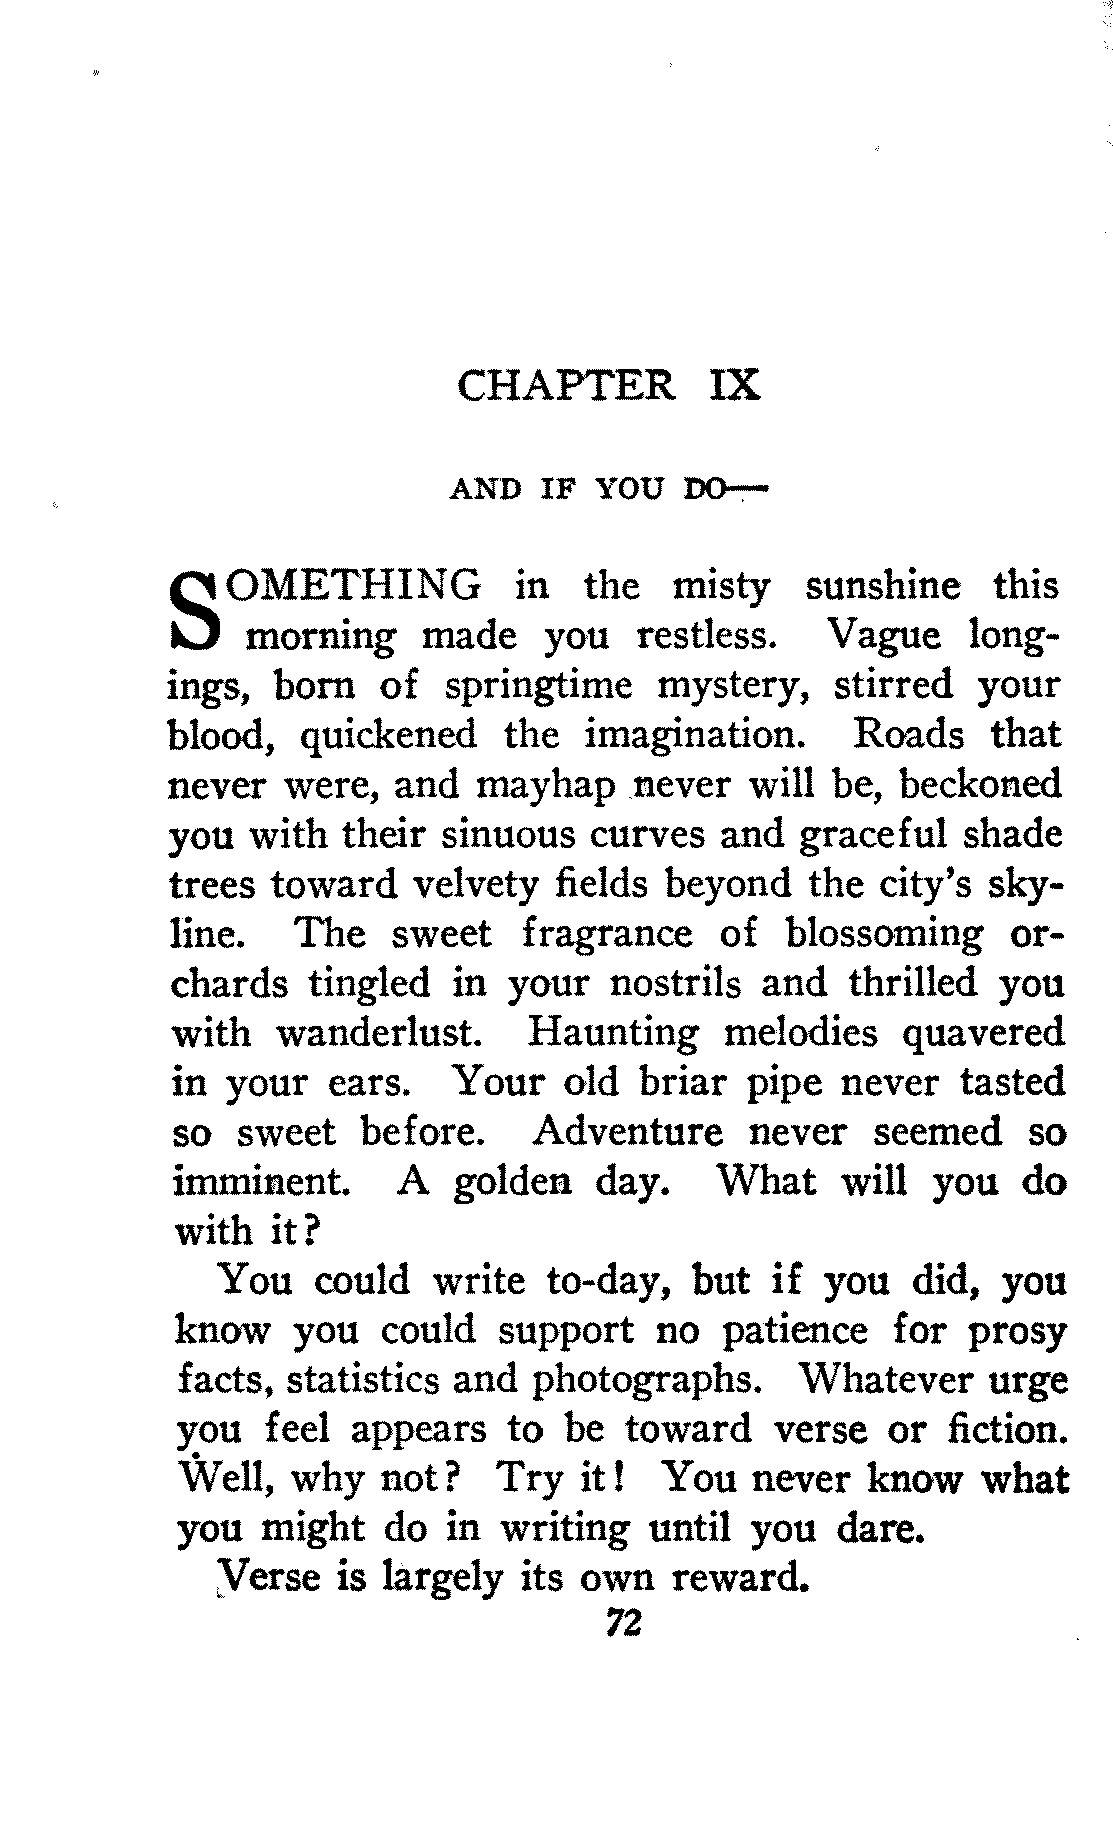 CHAPTER IX
AND IF YOU DO—
SOMETHING in the misty sunshine this
morning made you restless. Vague long-
ings, born of springtime mystery, stirred your
blood, quickened the imagination. Roads that
never were, and mayhap never will be, beckoned
you with their sinuous curves and graceful shade
trees toward velvety fields beyond the city's sky-
line. The sweet fragrance of blossoming or-
chards tingled in your nostrils and thrilled you
with wanderlust. Haunting melodies quavered
in your ears. Your old briar pipe never tasted
so sweet before. Adventure never seemed so
imminent. A golden day. What will you do
with it?
You could write to-day, but if you did, you
know you could support no patience for prosy
facts, statistics and photographs. Whatever urge
you feel appears to be toward verse or fiction.
Well, why not? Try it! You never know what
you might do in writing until you dare.
Verse is largely its own reward.
72